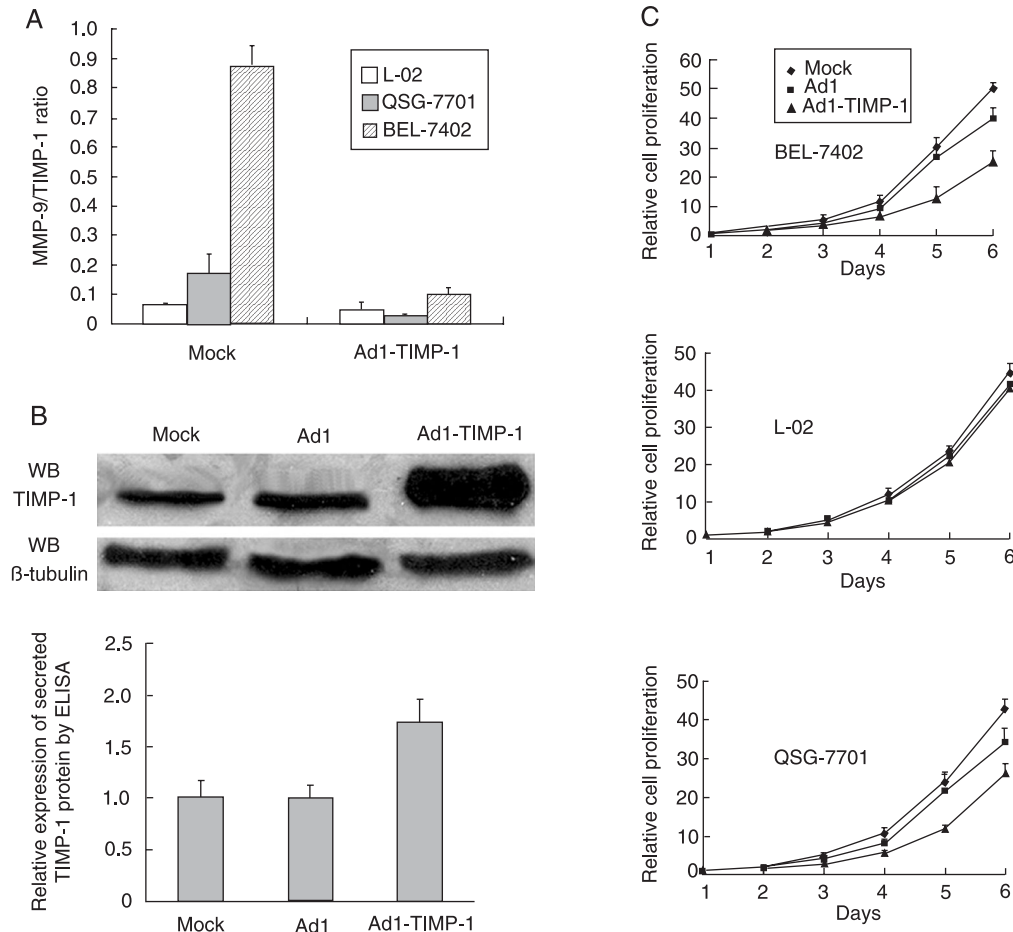 A
MMP-9/TIMP-1 ratio
1.0
0.9
0.8
0.7
0.6
0.5
0.4
0.3
0.2
0.1
0
L-02
QSG-7701
BEL-7402
Mock
Ad1-TIMP-1
B
Mock
Ad1
Ad1-TIMP-1
WB
TIMP-1
WB
ß-tubulin
Relative expression of secreted
TIMP-1 protein by ELISA
2.5
2.0
1.5
1.0
0.5
0
Mock
Ad1
Ad1-TIMP-1
C
Relative cell proliferation
60
50
40
30
20
10
0
Mock
Ad1
Ad1-TIMP-1
BEL-7402
1 2 3 4 5 6
Days
Relative cell proliferation
50
40
30
20
10
0
L-02
1 2 3 4 5 6
Days
Relative cell proliferation
50
40
30
20
10
0
QSG-7701
1 2 3 4 5 6
Days